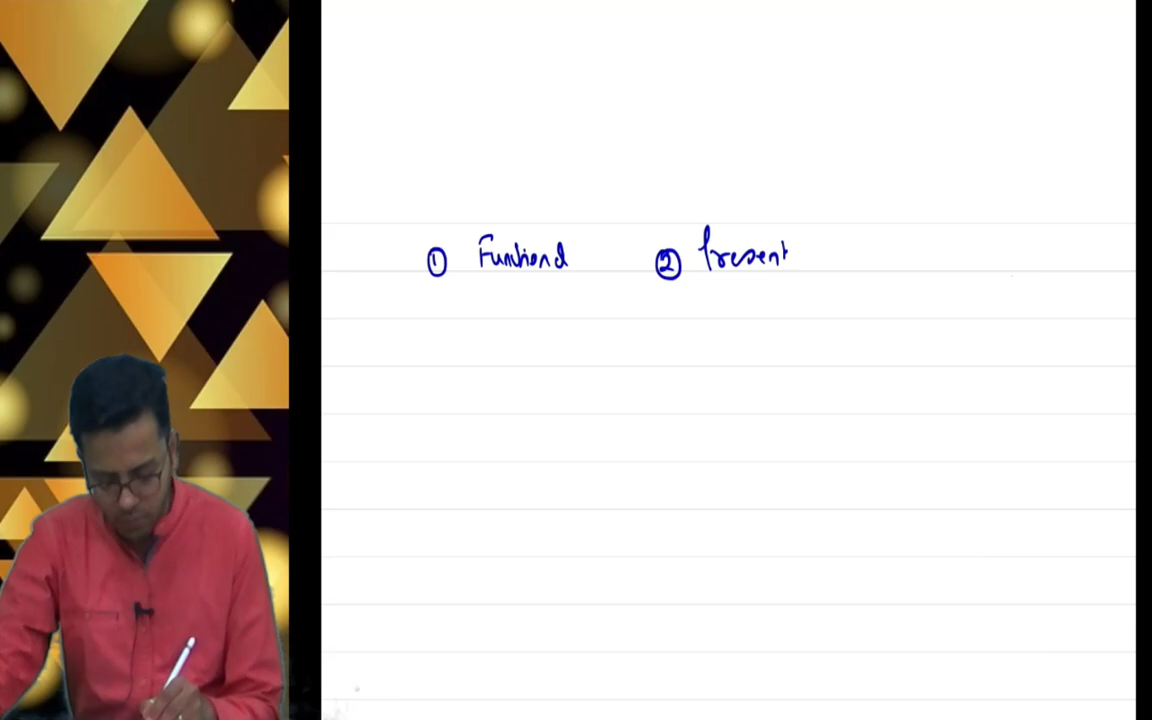 ① Functional ② Present